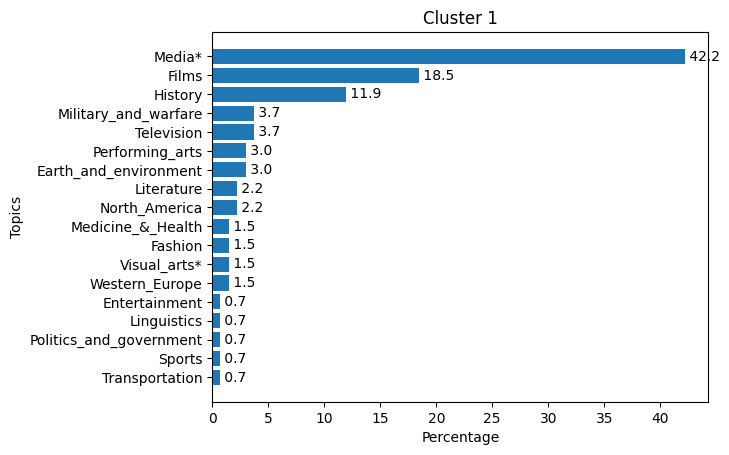 Cluster 1
Media* 42.2
Films 18.5
History 11.9
Military_and_warfare 3.7
Television 3.7
Performing_arts 3.0
Earth_and_environment 3.0
Literature 2.2
North_America 2.2
Medicine_&_Health 1.5
Fashion 1.5
Visual_arts* 1.5
Western_Europe 1.5
Entertainment 0.7
Linguistics 0.7
Politics_and_government 0.7
Sports 0.7
Transportation 0.7
Topics
0 5 10 15 20 25 30 35 40
Percentage